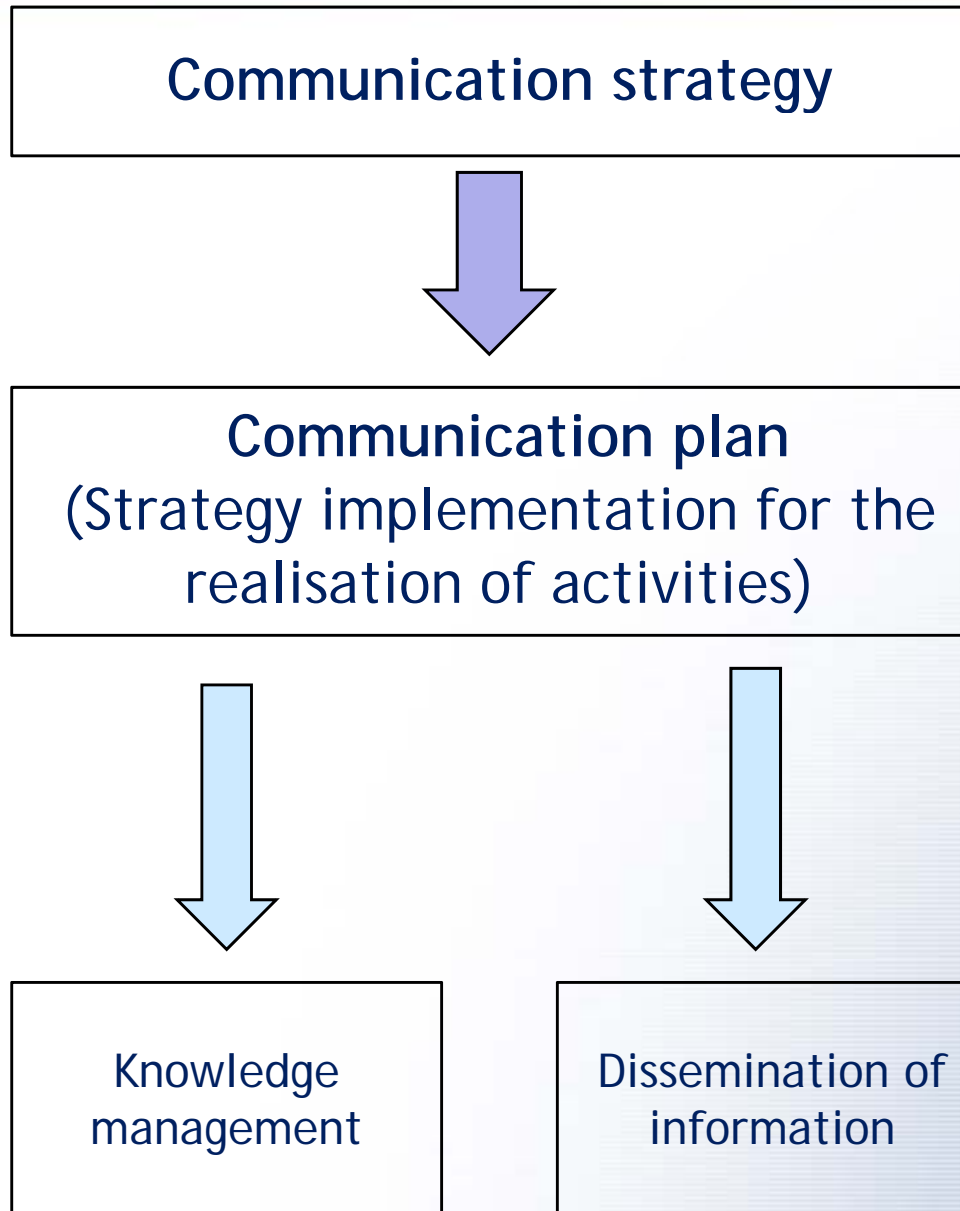 Communication strategy
Communication plan
(Strategy implementation for the
realisation of activities)
Knowledge
management
Dissemination of
information